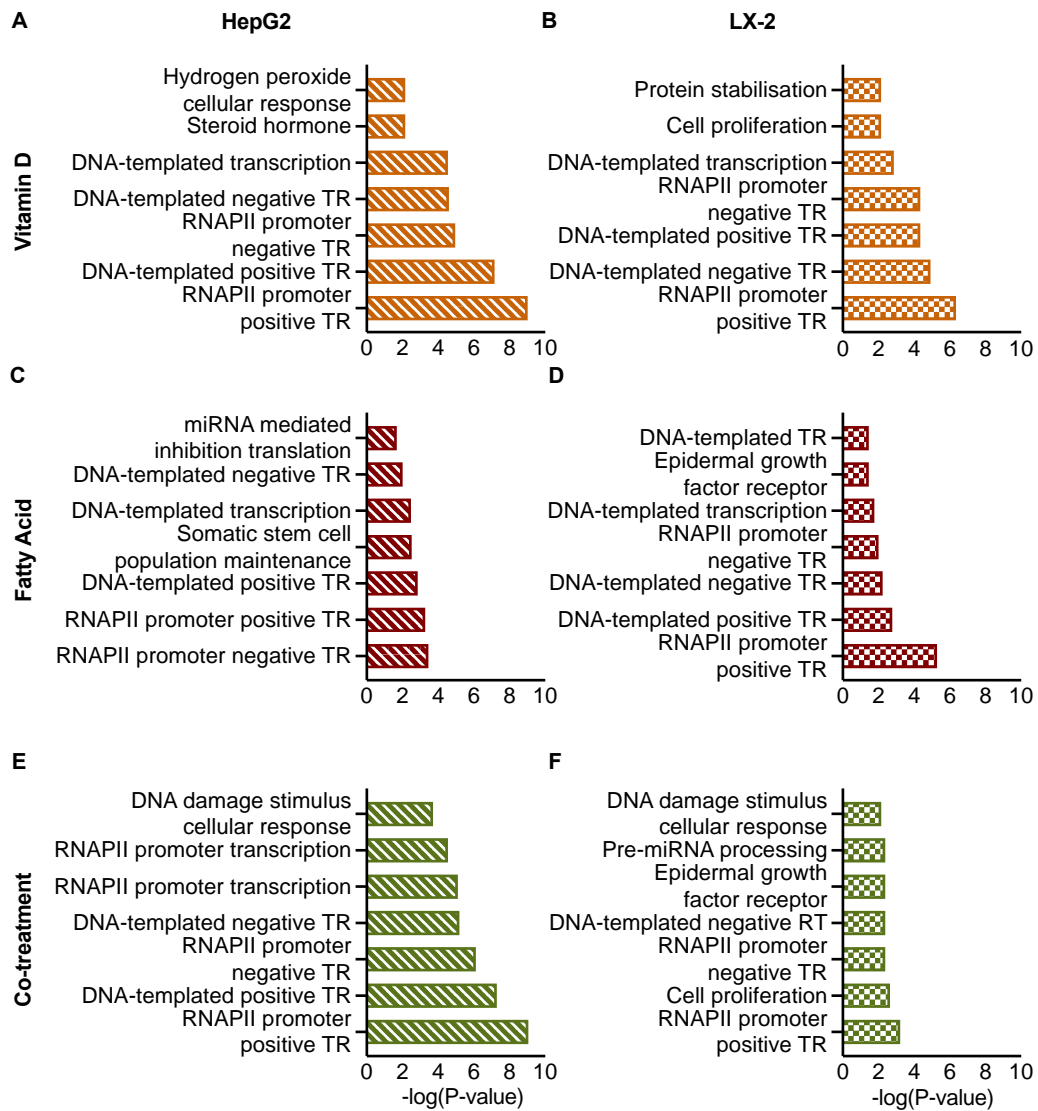 A
HepG2
B
LX-2
Vitamin D
Hydrogen peroxide
cellular response
Steroid hormone
DNA-templated transcription
DNA-templated negative TR
RNAPII promoter
negative TR
DNA-templated positive TR
RNAPII promoter
positive TR
0 2 4 6 8 10
Protein stabilisation
Cell proliferation
DNA-templated transcription
RNAPII promoter
negative TR
DNA-templated positive TR
DNA-templated negative TR
RNAPII promoter
positive TR
0 2 4 6 8 10
C
D
Fatty Acid
miRNA mediated
inhibition translation
DNA-templated negative TR
DNA-templated transcription
Somatic stem cell
population maintenance
DNA-templated positive TR
RNAPII promoter positive TR
RNAPII promoter negative TR
0 2 4 6 8 10
DNA-templated TR
Epidermal growth
factor receptor
DNA-templated transcription
RNAPII promoter
negative TR
DNA-templated negative TR
DNA-templated positive TR
RNAPII promoter
positive TR
0 2 4 6 8 10
E
F
Co-treatment
DNA damage stimulus
cellular response
RNAPII promoter transcription
RNAPII promoter transcription
DNA-templated negative TR
RNAPII promoter
negative TR
DNA-templated positive TR
RNAPII promoter
positive TR
0 2 4 6 8 10
-log(P-value)
DNA damage stimulus
cellular response
Pre-miRNA processing
Epidermal growth
factor receptor
DNA-templated negative RT
RNAPII promoter
negative TR
Cell proliferation
RNAPII promoter
positive TR
0 2 4 6 8 10
-log(P-value)